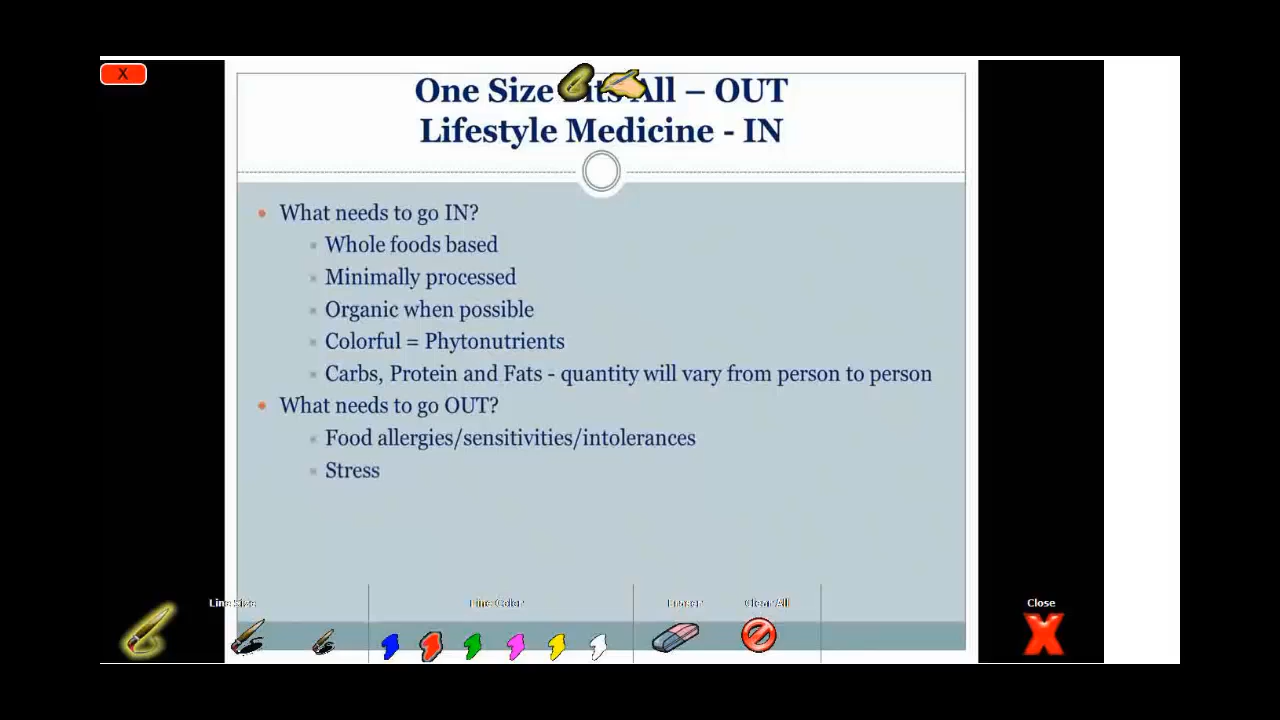 X
One Size Fits All – OUT
Lifestyle Medicine - IN
What needs to go IN?
Whole foods based
Minimally processed
Organic when possible
Colorful = Phytonutrients
Carbs, Protein and Fats - quantity will vary from person to person
What needs to go OUT?
Food allergies/sensitivities/intolerances
Stress
Line Size
Line Color
Eraser
Clear All
Close